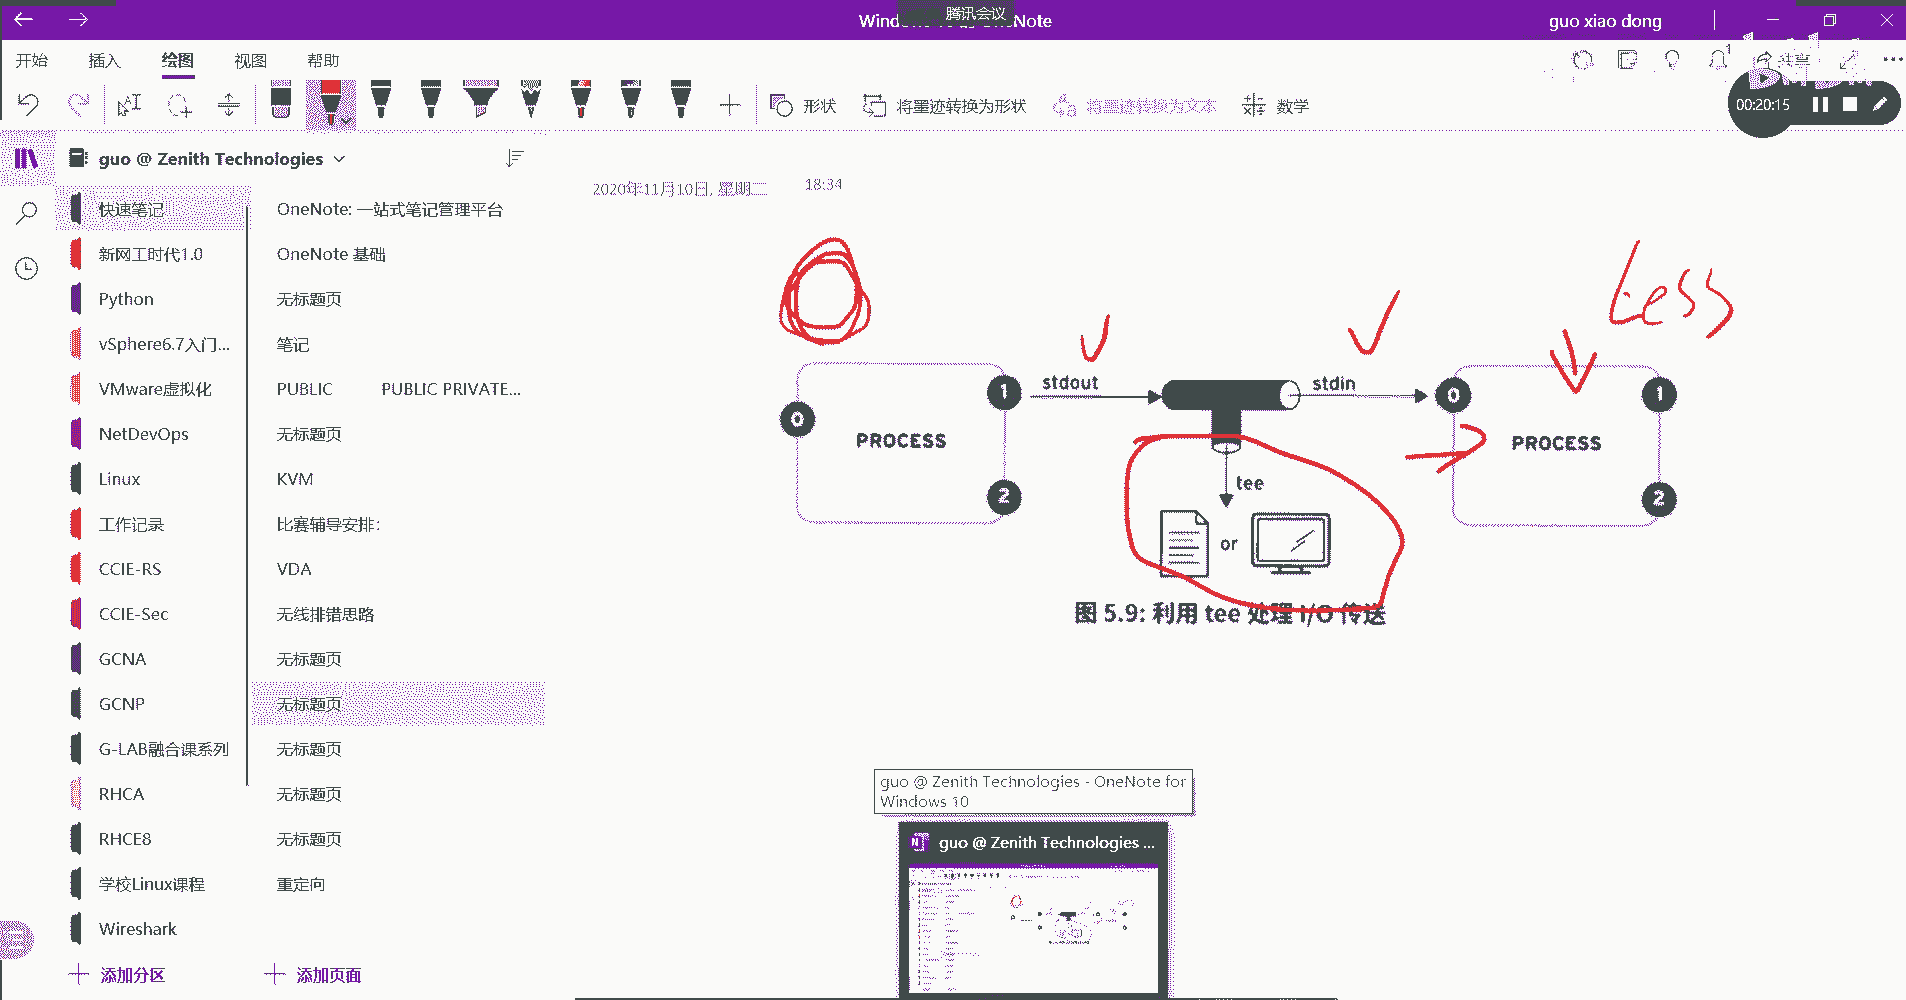 腾讯会议
guo xiao dong
开始
插入
绘图
视图
帮助
共享
形状
将墨迹转换为形状
将墨迹转换为文本
数学
00:20:15
guo @ Zenith Technologies
快速笔记
新网工时代1.0
Python
vSphere6.7入门...
VMware虚拟化
NetDevOps
Linux
工作记录
CCIE-RS
CCIE-Sec
GCNA
GCNP
G-LAB融合课系列
RHCA
RHCE8
学校Linux课程
Wireshark
添加分区
OneNote: 一站式笔记管理平台
OneNote 基础
无标题页
笔记
PUBLIC PUBLIC PRIVATE...
无标题页
KVM
比赛辅导安排:
VDA
无线排错思路
无标题页
无标题页
无标题页
无标题页
无标题页
重定向
添加页面
2020年11月10日, 星期二 18:34
Less
0
PROCESS
1
2
stdout
stdin
tee
or
0
PROCESS
1
2
图 5.9: 利用 tee 处理 I/O 传送
guo @ Zenith Technologies - OneNote for
Windows 10
guo @ Zenith Technologies ...